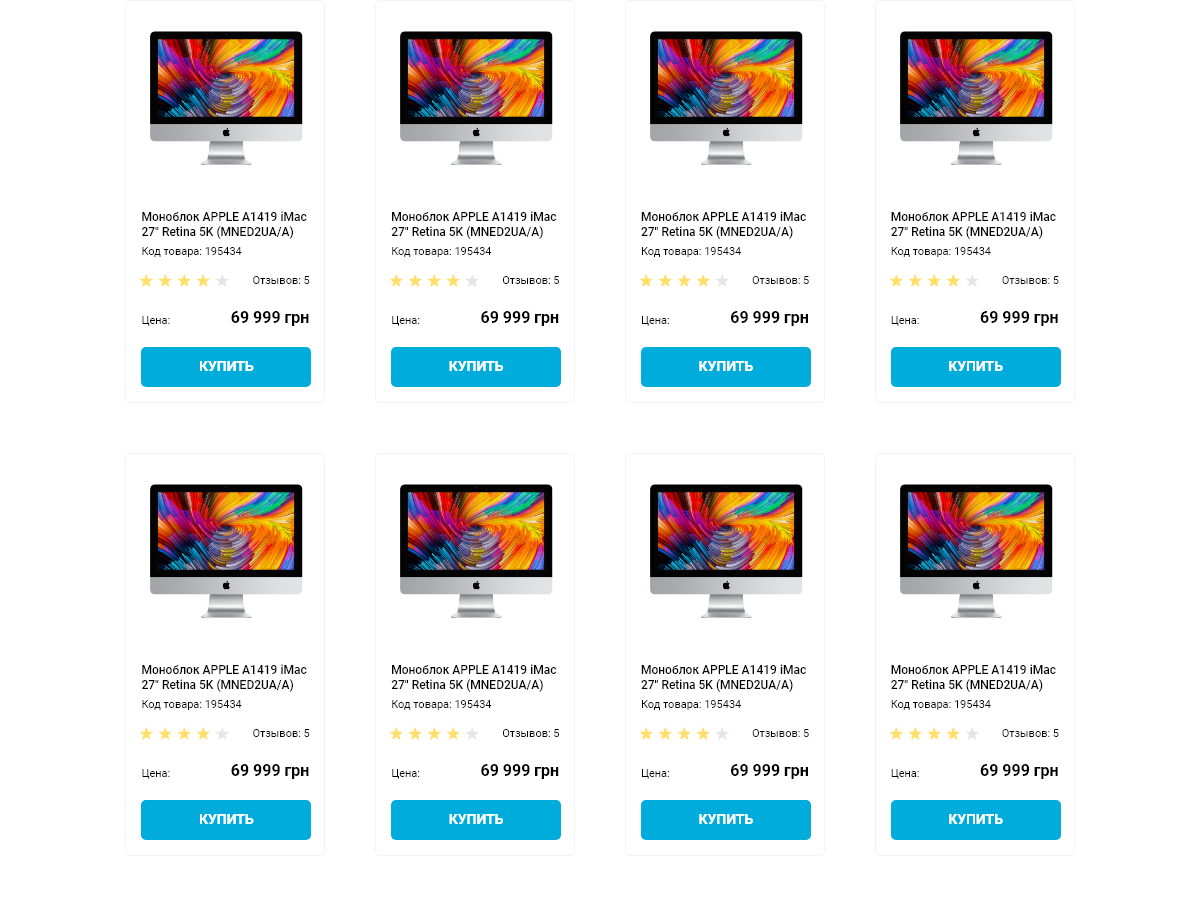 Моноблок APPLE A1419 iMac
27" Retina 5K (MNED2UA/A)
Код товара: 195434
Отзывов: 5
Цена: 69 999 грн
КУПИТЬ
Моноблок APPLE A1419 iMac
27" Retina 5K (MNED2UA/A)
Код товара: 195434
Отзывов: 5
Цена: 69 999 грн
КУПИТЬ
Моноблок APPLE A1419 iMac
27" Retina 5K (MNED2UA/A)
Код товара: 195434
Отзывов: 5
Цена: 69 999 грн
КУПИТЬ
Моноблок APPLE A1419 iMac
27" Retina 5K (MNED2UA/A)
Код товара: 195434
Отзывов: 5
Цена: 69 999 грн
КУПИТЬ
Моноблок APPLE A1419 iMac
27" Retina 5K (MNED2UA/A)
Код товара: 195434
Отзывов: 5
Цена: 69 999 грн
КУПИТЬ
Моноблок APPLE A1419 iMac
27" Retina 5K (MNED2UA/A)
Код товара: 195434
Отзывов: 5
Цена: 69 999 грн
КУПИТЬ
Моноблок APPLE A1419 iMac
27" Retina 5K (MNED2UA/A)
Код товара: 195434
Отзывов: 5
Цена: 69 999 грн
КУПИТЬ
Моноблок APPLE A1419 iMac
27" Retina 5K (MNED2UA/A)
Код товара: 195434
Отзывов: 5
Цена: 69 999 грн
КУПИТЬ